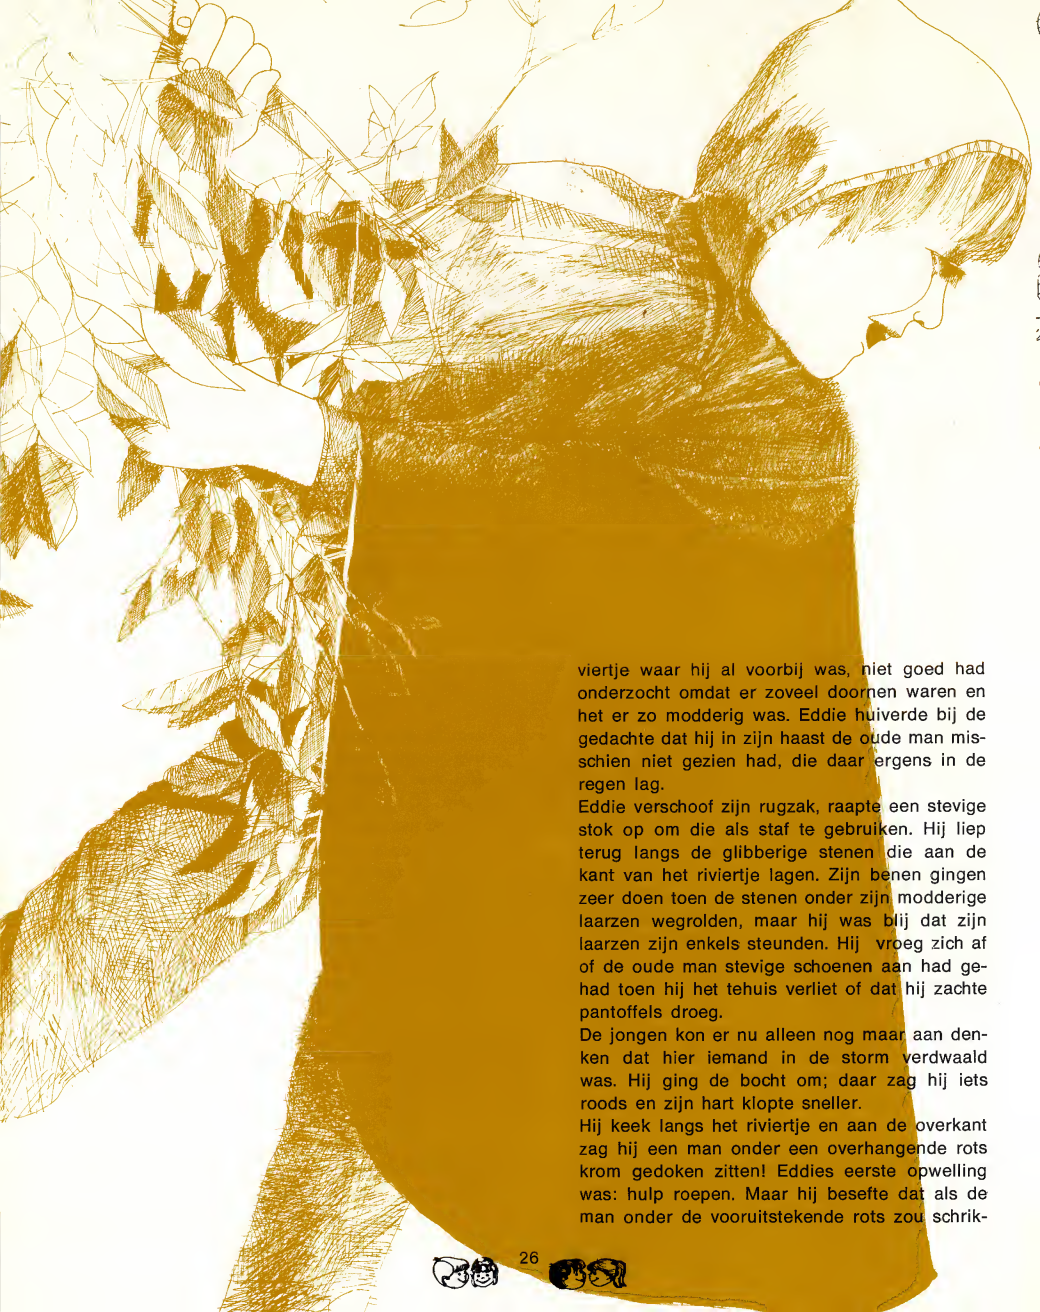 viertje waar hij al voorbij was, niet goed had
onderzocht omdat er zoveel doornen waren en
het er zo modderig was. Eddie huiverde bij de
gedachte dat hij in zijn haast de oude man mis-
schien niet gezien had, die daar ergens in de
regen lag.
Eddie verschoof zijn rugzak, raapte een stevige
stok op om die als staf te gebruiken. Hij liep
terug langs de glibberige stenen die aan de
kant van het riviertje lagen. Zijn benen gingen
zeer doen toen de stenen onder zijn modderige
laarzen wegrolden, maar hij was blij dat zijn
laarzen zijn enkels steunden. Hij vroeg zich af
of de oude man stevige schoenen aan had ge-
had toen hij het tehuis verliet of dat hij zachte
pantoffels droeg.
De jongen kon er nu alleen nog maar aan den-
ken dat hier iemand in de storm verdwaald
was. Hij ging de bocht om; daar zag hij iets
roods en zijn hart klopte sneller.
Hij keek langs het riviertje en aan de overkant
zag hij een man onder een overhangende rots
krom gedoken zitten! Eddies eerste opwelling
was: hulp roepen. Maar hij besefte dat als de
man onder de vooruitstekende rots zou schrik-
26